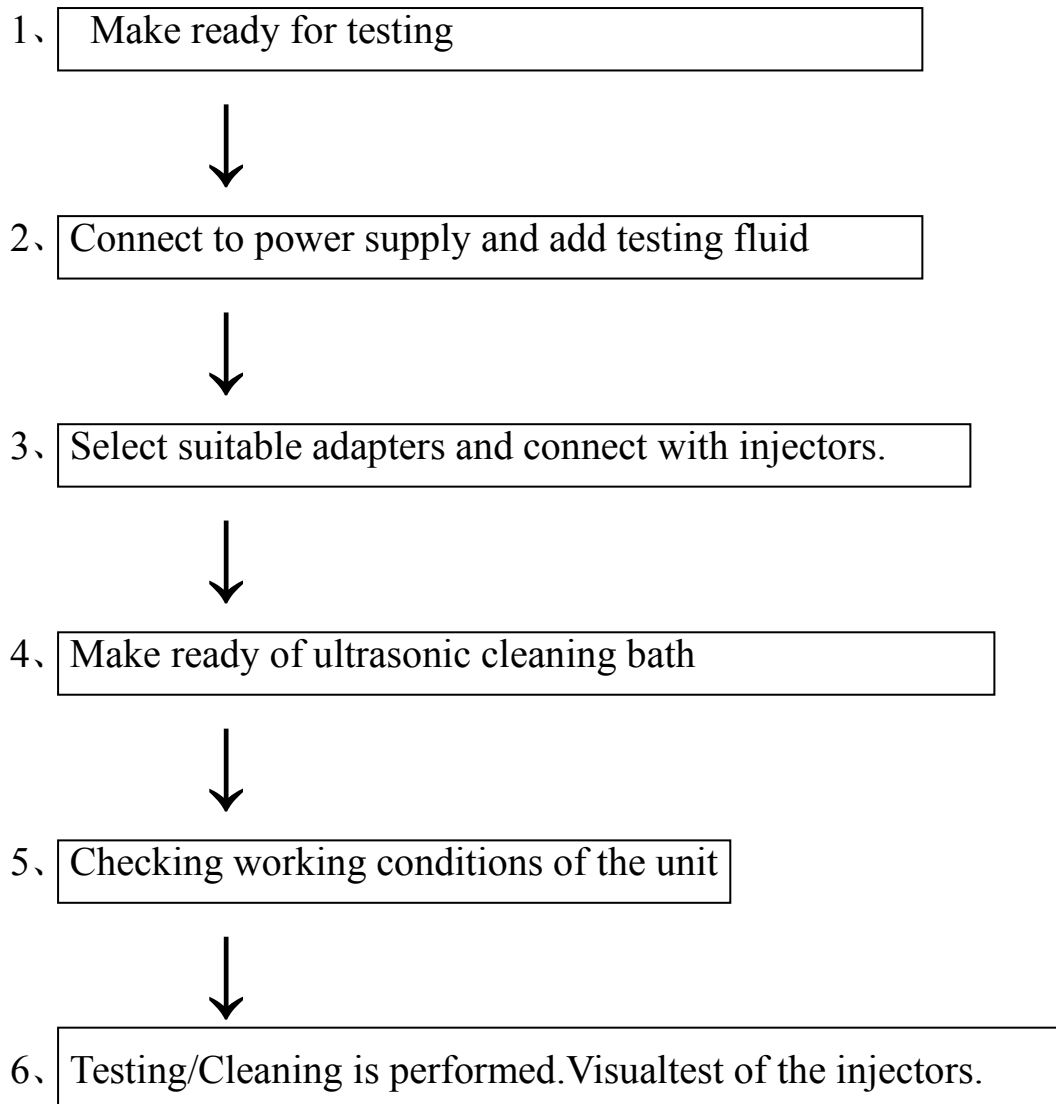 1、 Make ready for testing
2、 Connect to power supply and add testing fluid
3、 Select suitable adapters and connect with injectors.
4、 Make ready of ultrasonic cleaning bath
5、 Checking working conditions of the unit
6、 Testing/Cleaning is performed.Visualtest of the injectors.